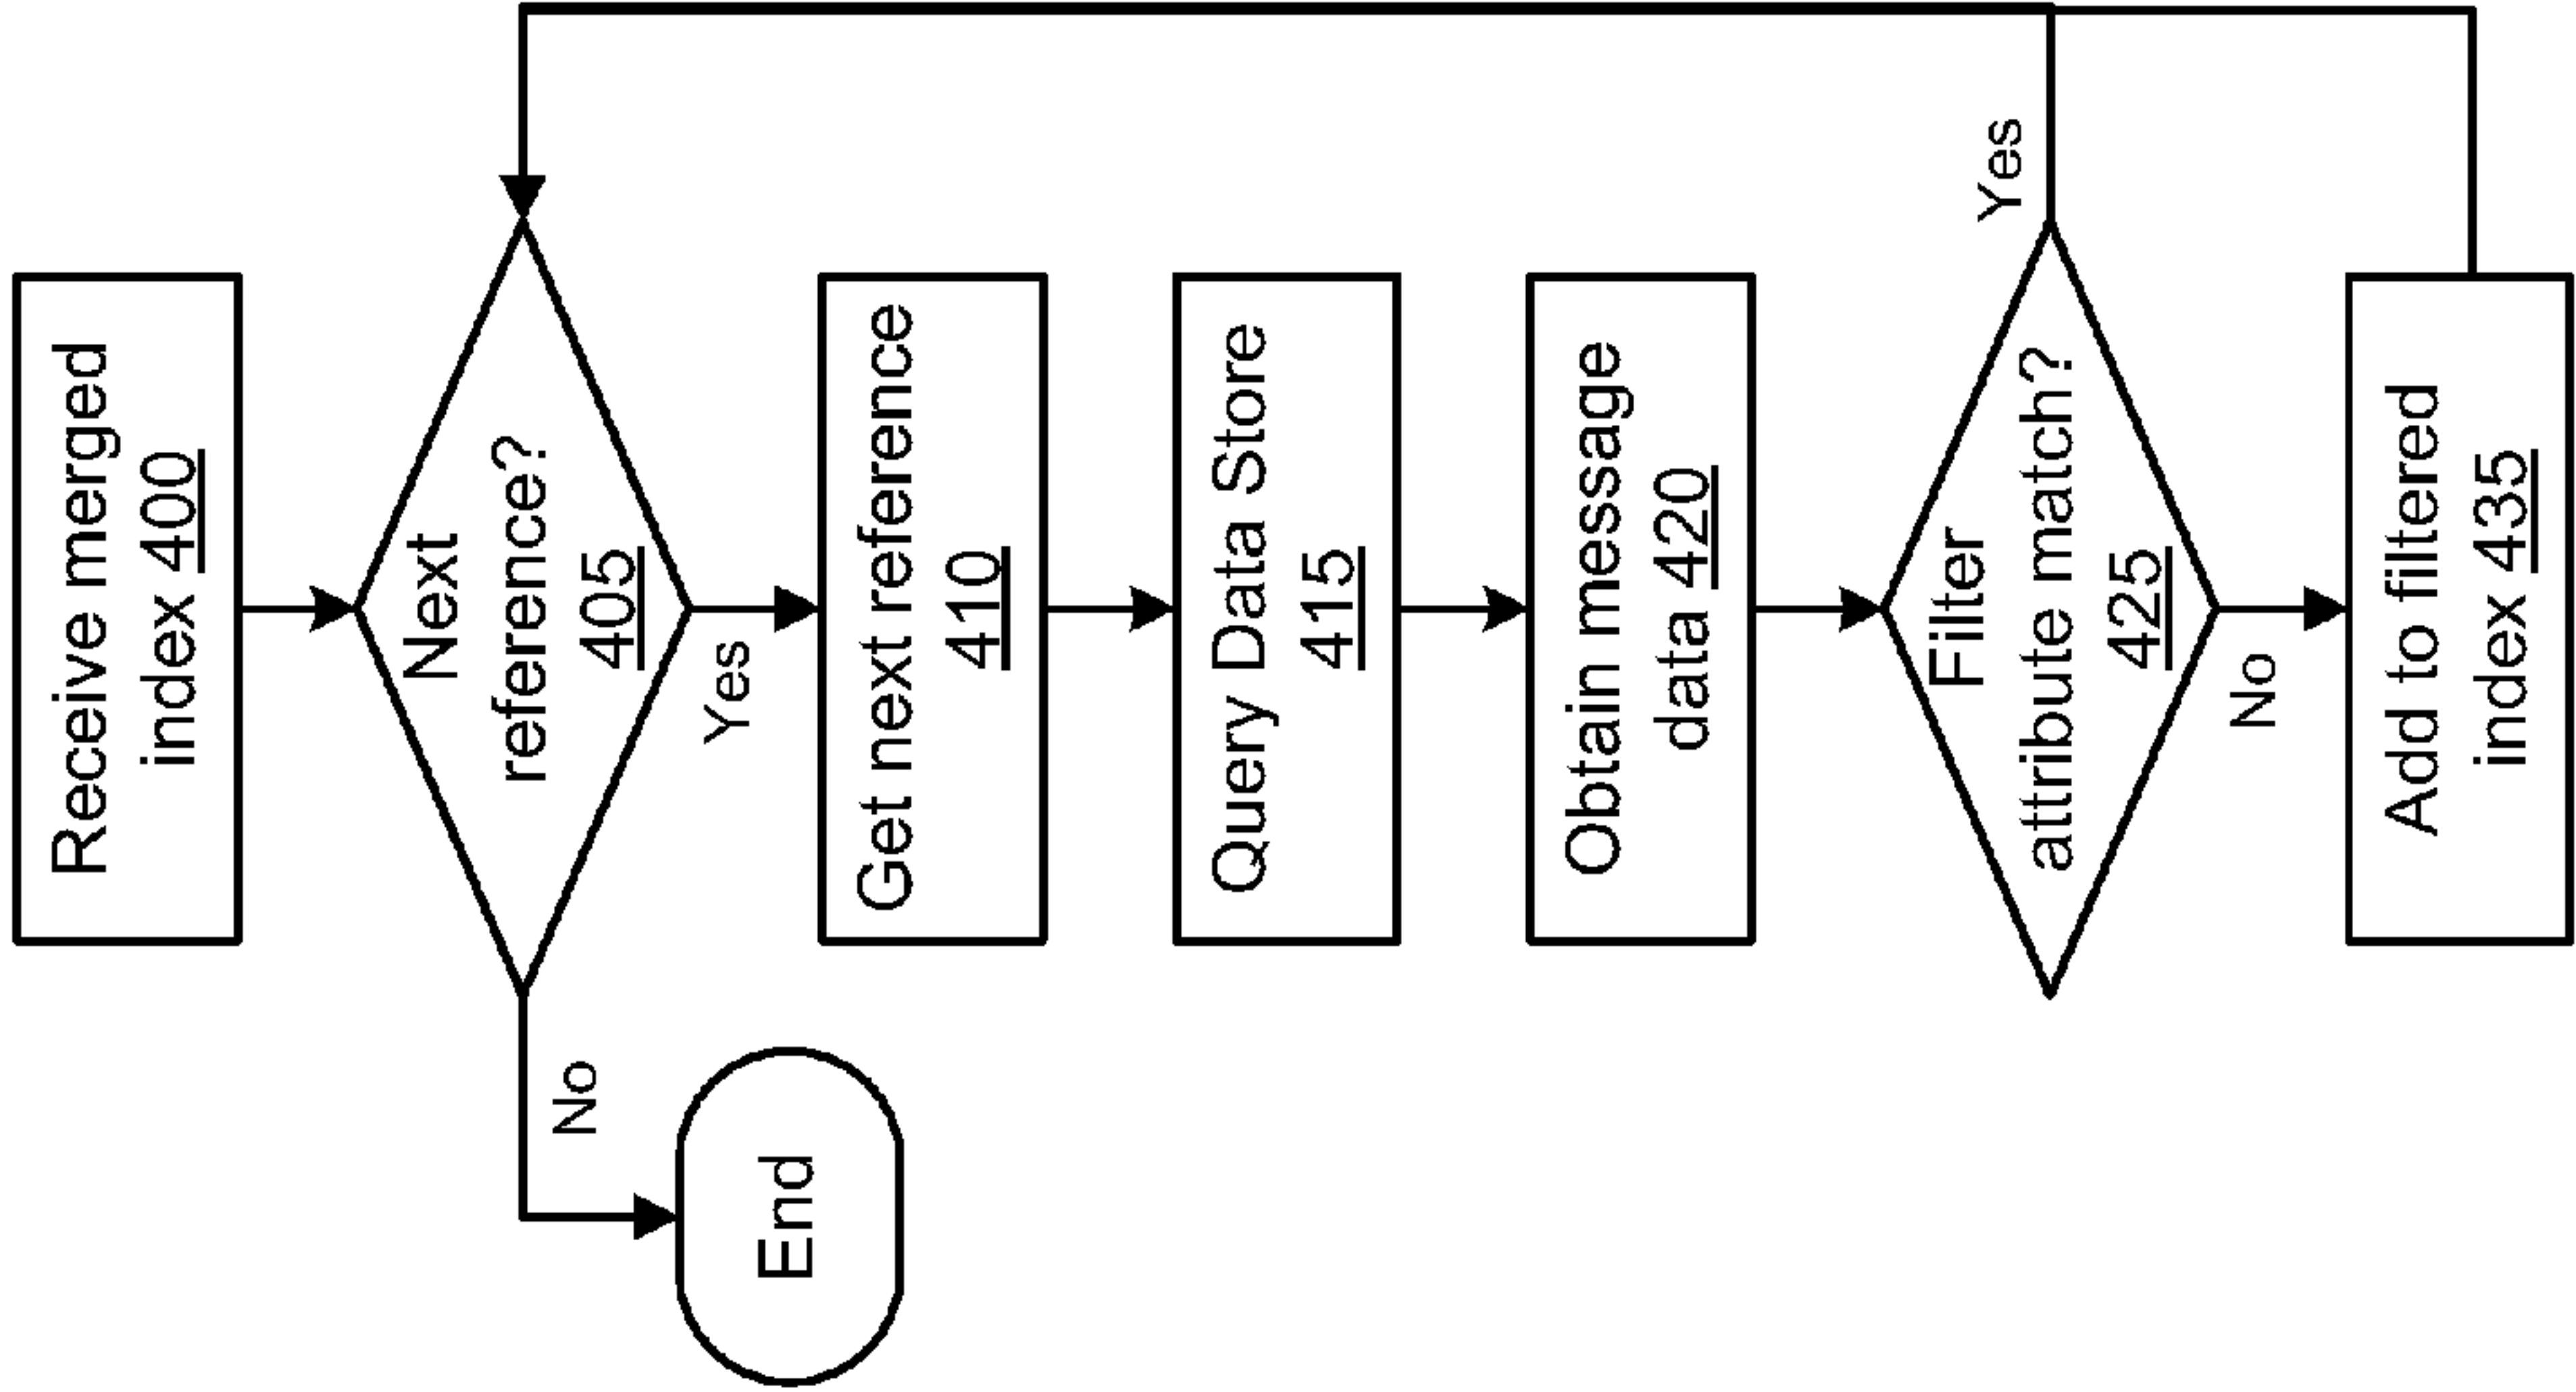 Receive merged
index 400
Next
reference?
405
No
End
Yes
Get next reference
410
Query Data Store
415
Obtain message
data 420
Filter
attribute match?
425
Yes
No
Add to filtered
index 435